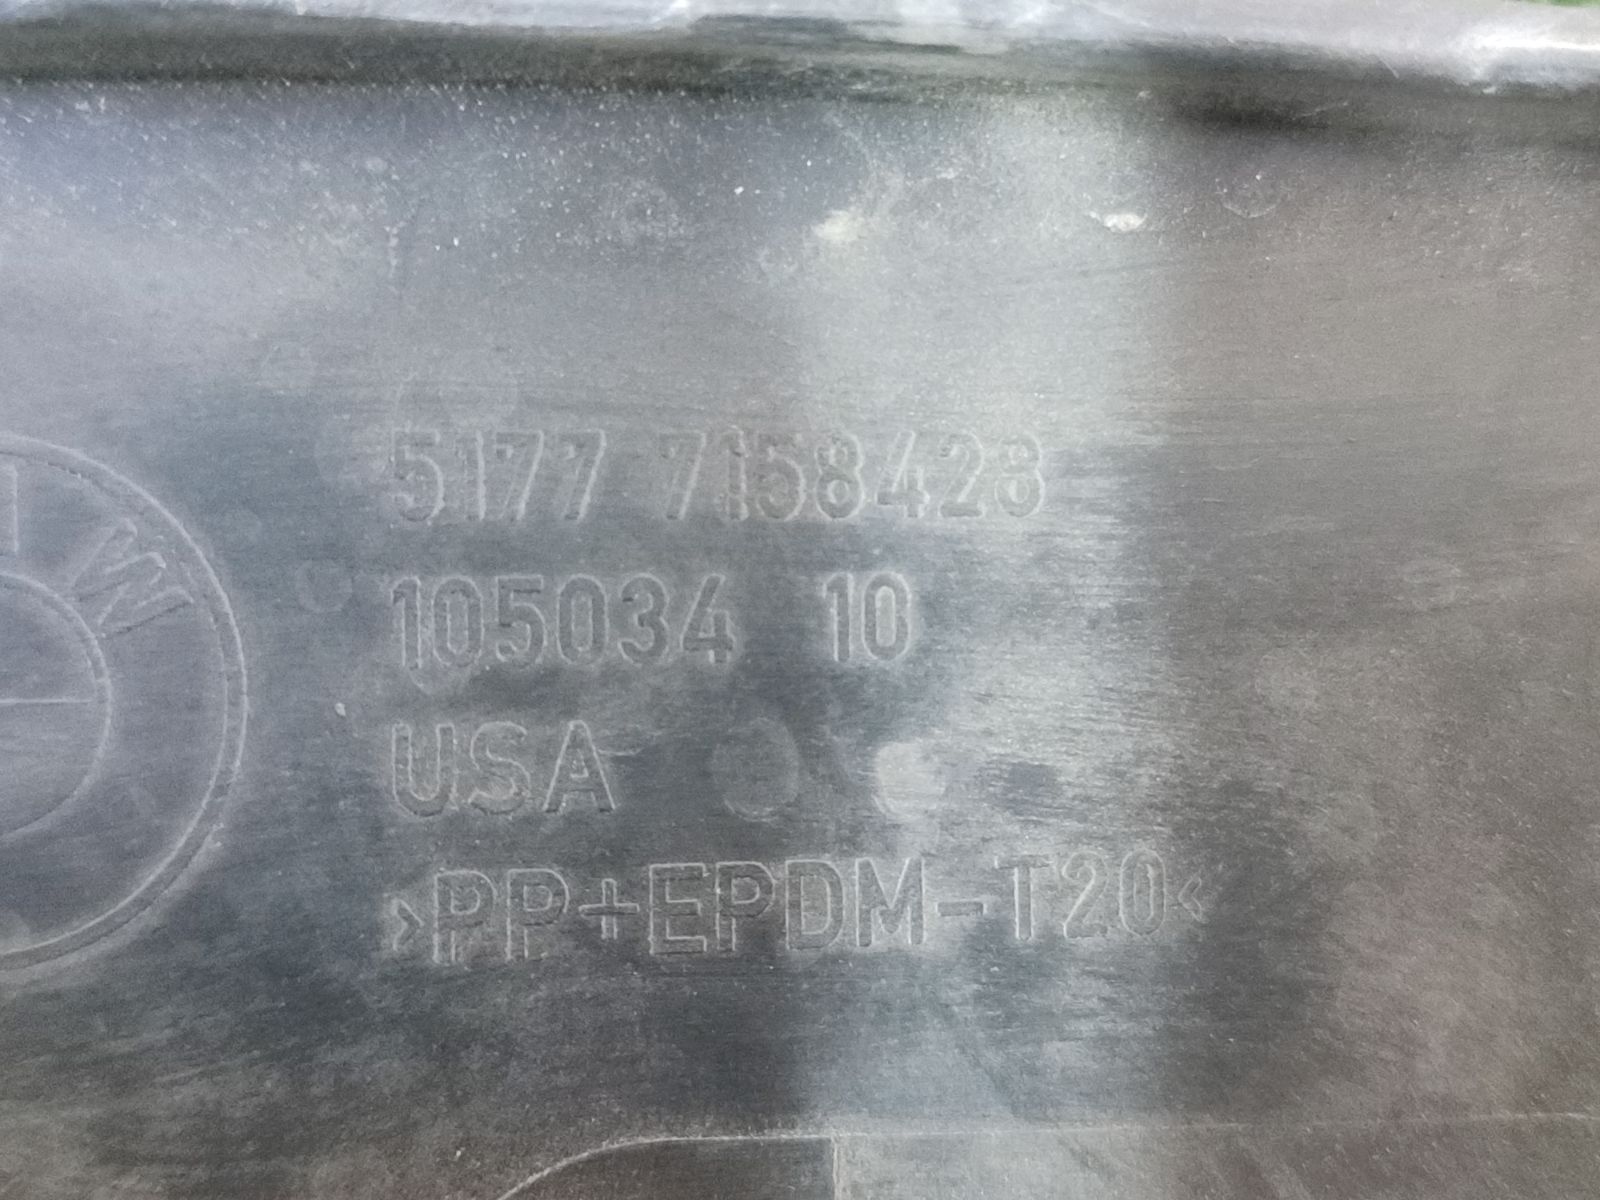 5177 7158428
105034 10
USA
>PP+EPDM-T20<
M W